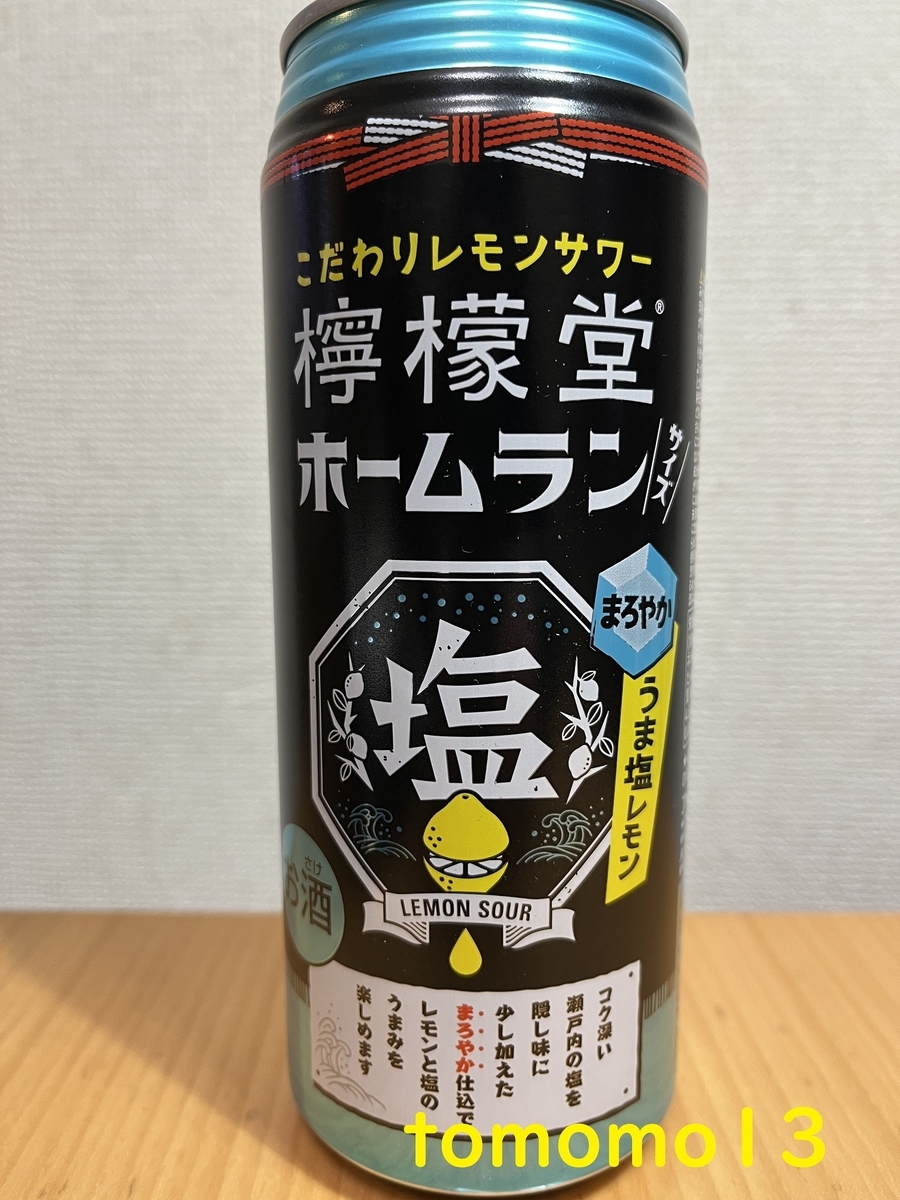 こだわりレモンサワー
檸檬堂®
ホームラン
サイズ
まろやか
うま塩レモン
塩
LEMON SOUR
さけ
お酒
コク深い
瀬戸内の塩を
隠し味に
少し加えた
まろやか仕込で
レモンと塩の
うまみを
楽しめます
tomomo13